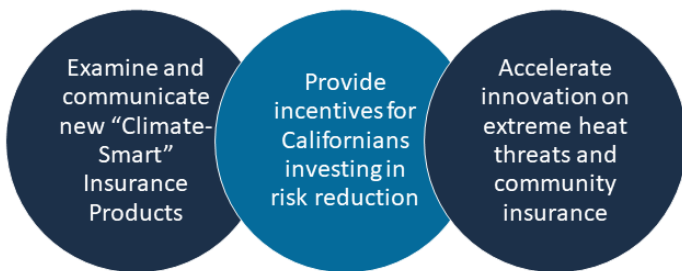 Examine and
communicate
new “Climate-
Smart”
Insurance
Products
Provide
incentives for
Californians
investing in
risk reduction
Accelerate
innovation on
extreme heat
threats and
community
insurance